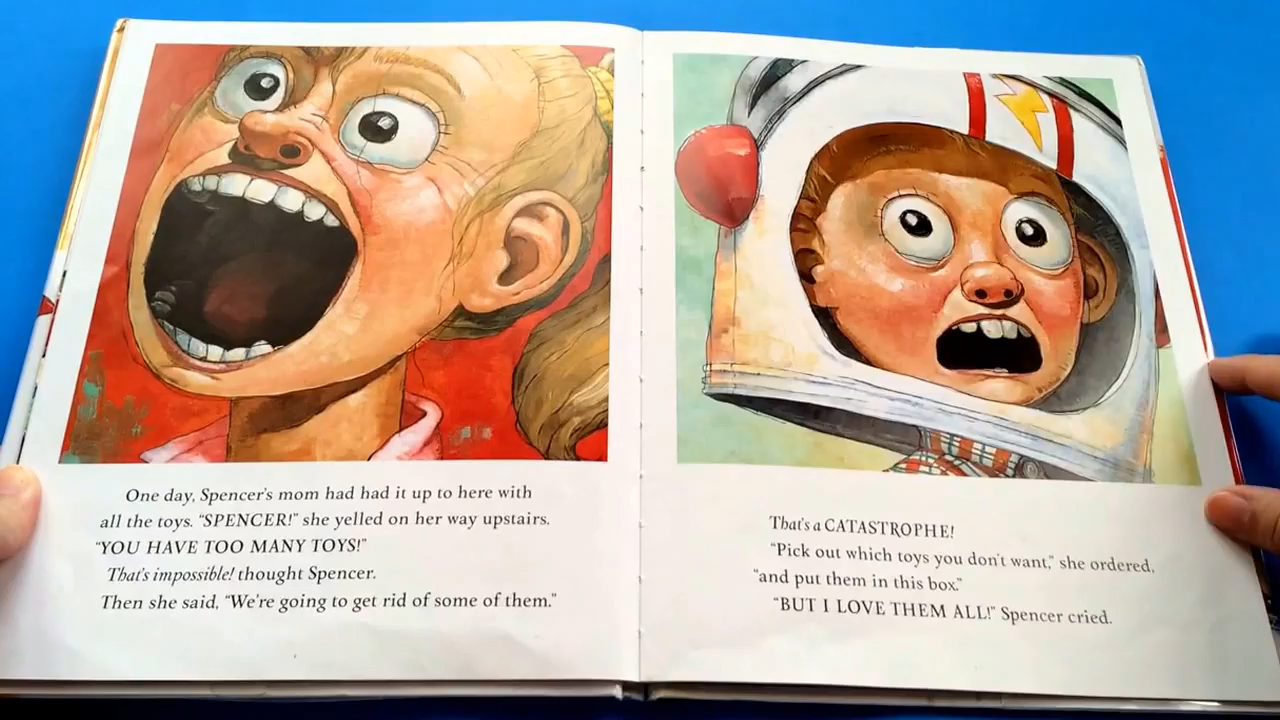 One day, Spencer's mom had had it up to here with
all the toys. "SPENCER!" she yelled on her way upstairs.
"YOU HAVE TOO MANY TOYS!"
That's impossible! thought Spencer.
Then she said, "We're going to get rid of some of them."
That's a CATASTROPHE!
"Pick out which toys you don't want," she ordered,
"and put them in this box."
"BUT I LOVE THEM ALL!" Spencer cried.